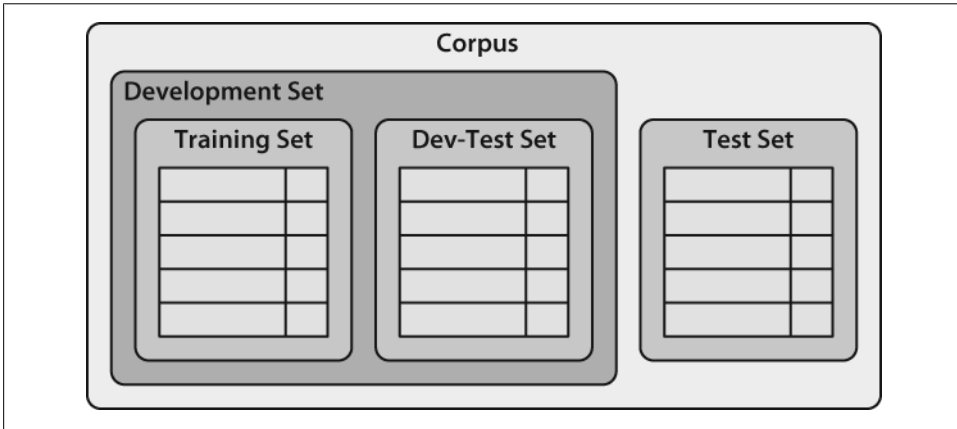 Corpus
Development Set
Training Set
Dev-Test Set
Test Set